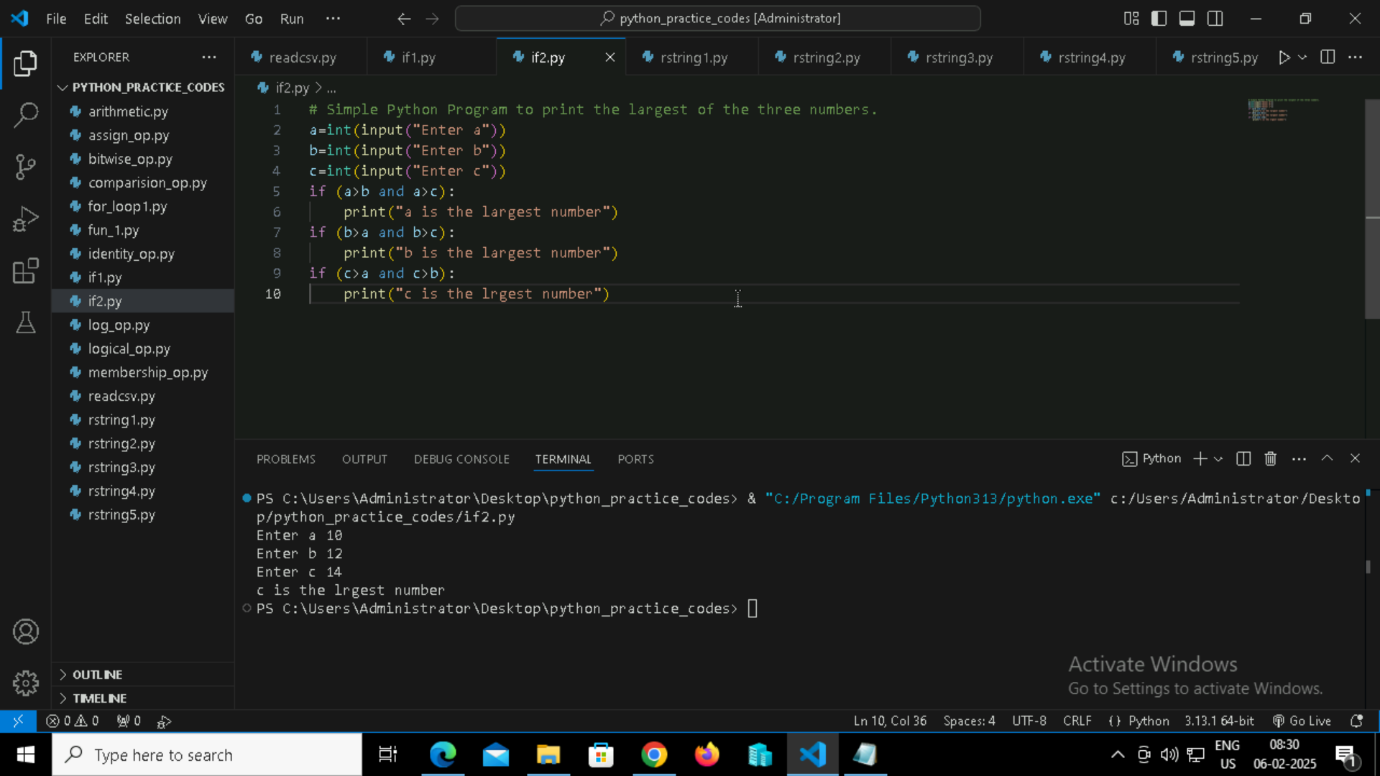 File Edit Selection View Go Run ··· python_practice_codes [Administrator]
EXPLORER ···
PYTHON_PRACTICE_CODES
arithmetic.py
assign_op.py
bitwise_op.py
comparision_op.py
for_loop1.py
fun_1.py
identity_op.py
if1.py
if2.py
log_op.py
logical_op.py
membership_op.py
readcsv.py
rstring1.py
rstring2.py
rstring3.py
rstring4.py
rstring5.py
OUTLINE
TIMELINE
readcsv.py if1.py if2.py rstring1.py rstring2.py rstring3.py rstring4.py rstring5.py ···
if2.py > ...
1 # Simple Python Program to print the largest of the three numbers.
2 a=int(input("Enter a"))
3 b=int(input("Enter b"))
4 c=int(input("Enter c"))
5 if (a>b and a>c):
6 print("a is the largest number")
7 if (b>a and b>c):
8 print("b is the largest number")
9 if (c>a and c>b):
10 print("c is the lrgest number")
PROBLEMS OUTPUT DEBUG CONSOLE TERMINAL PORTS Python ···
PS C:\Users\Administrator\Desktop\python_practice_codes> & "C:/Program Files/Python313/python.exe" c:/Users/Administrator/Deskto
p/python_practice_codes/if2.py
Enter a 10
Enter b 12
Enter c 14
c is the lrgest number
PS C:\Users\Administrator\Desktop\python_practice_codes>
Activate Windows
Go to Settings to activate Windows.
0 0 0 Ln 10, Col 36 Spaces: 4 UTF-8 CRLF {} Python 3.13.1 64-bit Go Live
Type here to search
ENG
US
08:30
06-02-2025
1